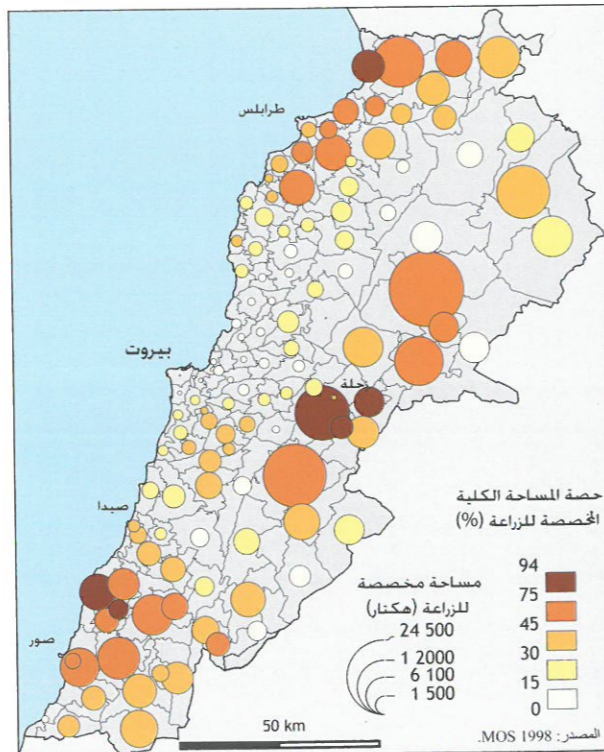 طرابلس
بيروت
زحلة
صيدا
صور
حصة المساحة الكلية
المخصصة للزراعة (%)
94
75
45
30
15
0
مساحة مخصصة
للزراعة (هكتار)
24 500
1 2000
6 100
1 500
50 km
المصدر: MOS 1998.